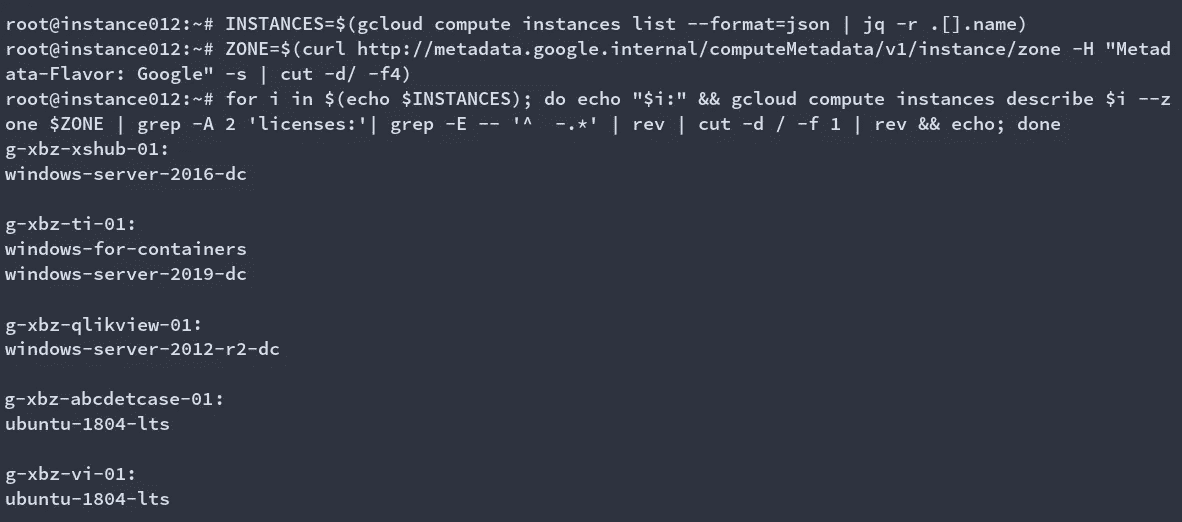 root@instance012:~# INSTANCES=$(gcloud compute instances list --format=json | jq -r .[].name)
root@instance012:~# ZONE=$(curl http://metadata.google.internal/computeMetadata/v1/instance/zone -H "Metad
ata-Flavor: Google" -s | cut -d/ -f4)
root@instance012:~# for i in $(echo $INSTANCES); do echo "$i:" && gcloud compute instances describe $i --z
one $ZONE | grep -A 2 'licenses:'| grep -E -- '^  -.*' | rev | cut -d / -f 1 | rev && echo; done
g-xbz-xshub-01:
windows-server-2016-dc

g-xbz-ti-01:
windows-for-containers
windows-server-2019-dc

g-xbz-qlikview-01:
windows-server-2012-r2-dc

g-xbz-abcdetcase-01:
ubuntu-1804-lts

g-xbz-vi-01:
ubuntu-1804-lts